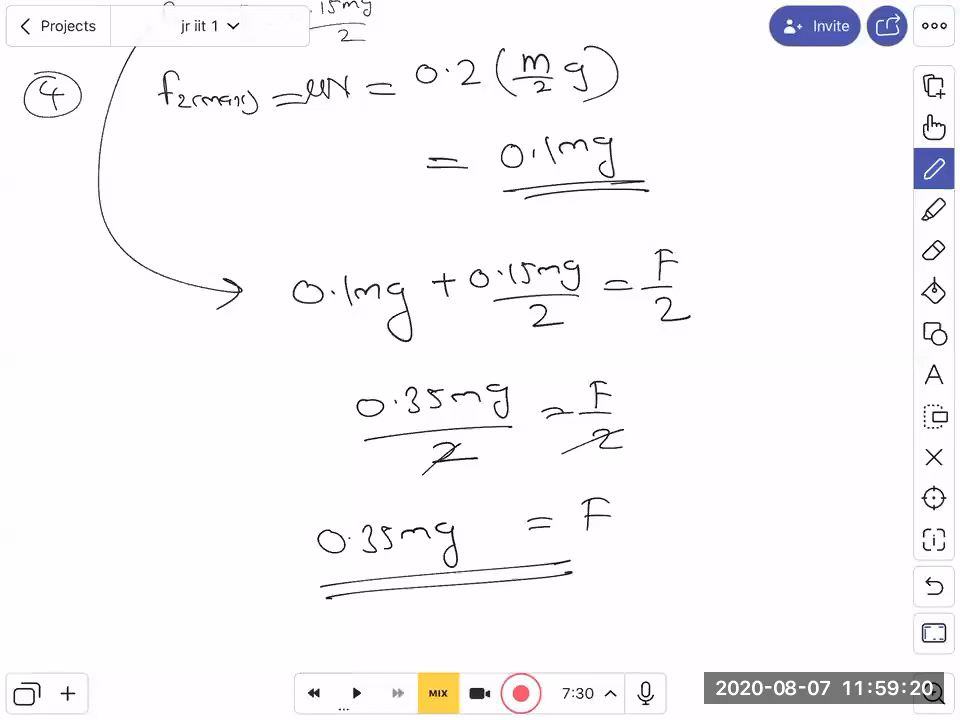 Projects
jr iit 1
.15mg
2
Invite
④ f2(max) = μN = 0.2 (m/2 g)
= 0.1mg
0.1mg + 0.15mg/2 = F/2
0.35mg/2 = F/2
0.35mg = F
A
MIX
7:30
2020-08-07 11:59:20